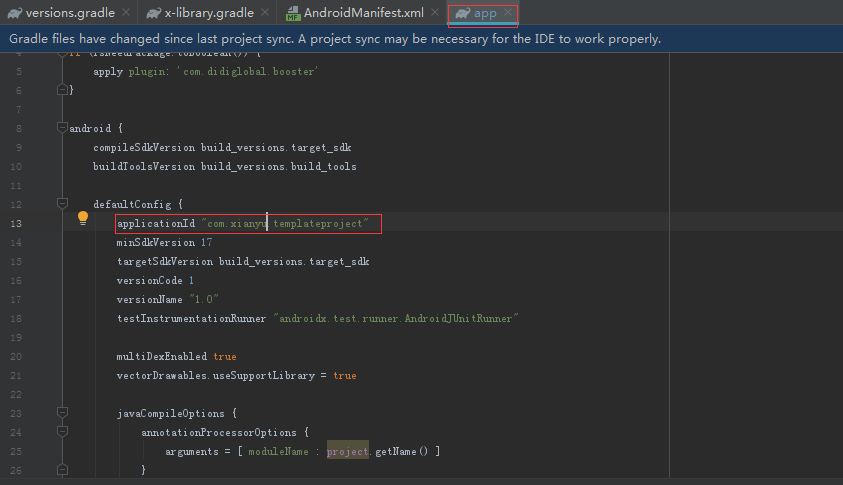 versions.gradle × x-library.gradle × AndroidManifest.xml × app ×
Gradle files have changed since last project sync. A project sync may be necessary for the IDE to work properly.
5 apply plugin: 'com.didiglobal.booster'
6 }
7
8 android {
9 compileSdkVersion build_versions.target_sdk
10 buildToolsVersion build_versions.build_tools
11
12 defaultConfig {
13 applicationId "com.xianyu.templateproject"
14 minSdkVersion 17
15 targetSdkVersion build_versions.target_sdk
16 versionCode 1
17 versionName "1.0"
18 testInstrumentationRunner "androidx.test.runner.AndroidJUnitRunner"
19
20 multiDexEnabled true
21 vectorDrawables.useSupportLibrary = true
22
23 javaCompileOptions {
24 annotationProcessorOptions {
25 arguments = [ moduleName : project.getName() ]
26 }